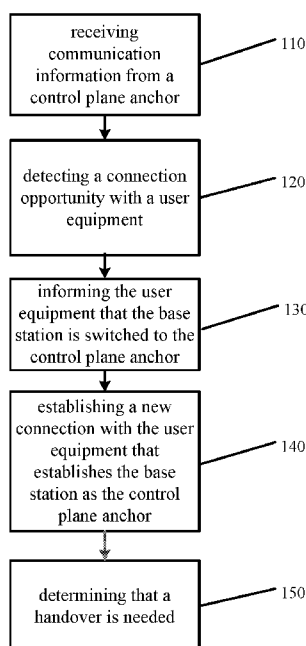 receiving
communication
information from a
control plane anchor
110
detecting a connection
opportunity with a user
equipment
120
informing the user
equipment that the base
station is switched to the
control plane anchor
130
establishing a new
connection with the user
equipment that
establishes the base
station as the control
plane anchor
140
determining that a
handover is needed
150